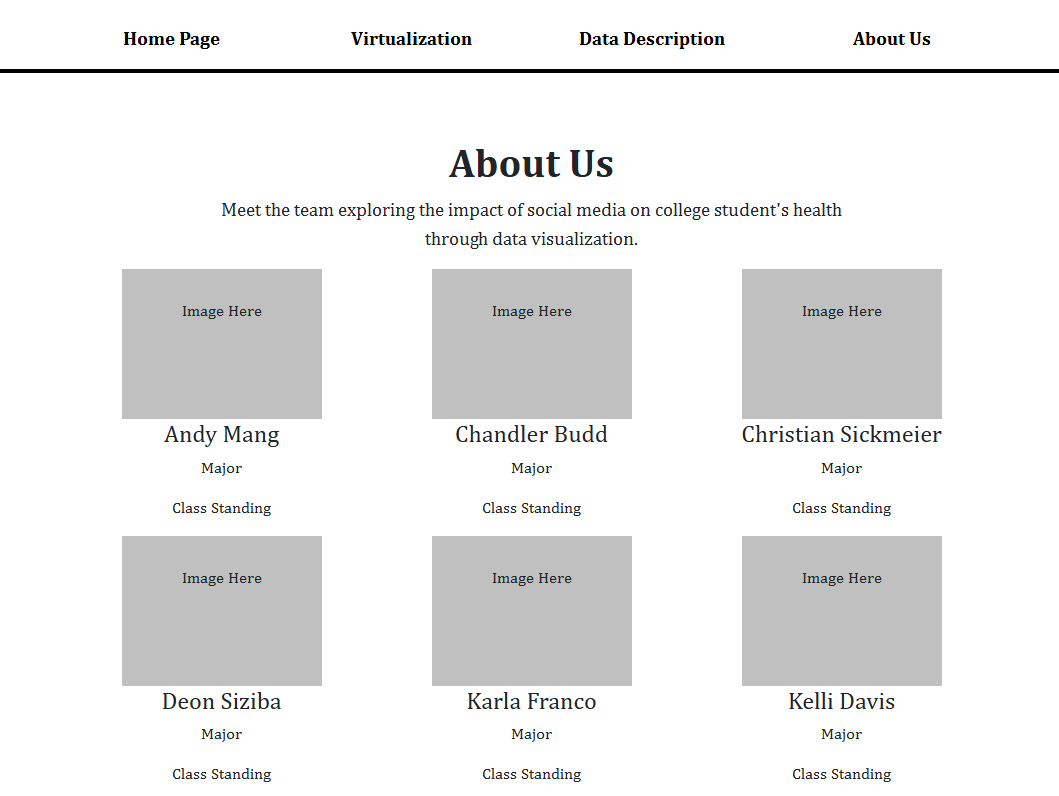 Home Page Virtualization Data Description About Us
About Us
Meet the team exploring the impact of social media on college student's health
through data visualization.
Image Here Image Here Image Here
Andy Mang Chandler Budd Christian Sickmeier
Major Major Major
Class Standing Class Standing Class Standing
Image Here Image Here Image Here
Deon Siziba Karla Franco Kelli Davis
Major Major Major
Class Standing Class Standing Class Standing